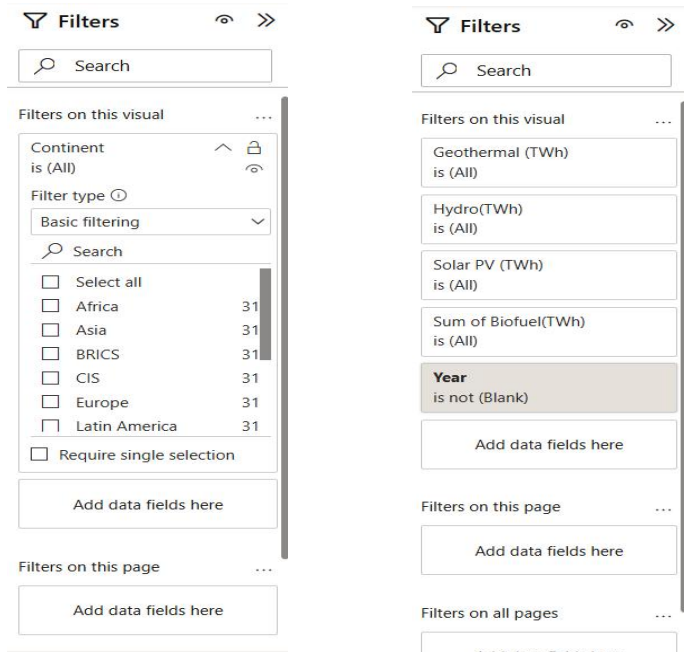 Filters
Search
Filters on this visual
Continent
is (All)
Filter type
Basic filtering
Search
Select all
Africa 31
Asia 31
BRICS 31
CIS 31
Europe 31
Latin America 31
Require single selection
Add data fields here
Filters on this page
Add data fields here
Filters
Search
Filters on this visual
Geothermal (TWh)
is (All)
Hydro(TWh)
is (All)
Solar PV (TWh)
is (All)
Sum of Biofuel(TWh)
is (All)
Year
is not (Blank)
Add data fields here
Filters on this page
Add data fields here
Filters on all pages